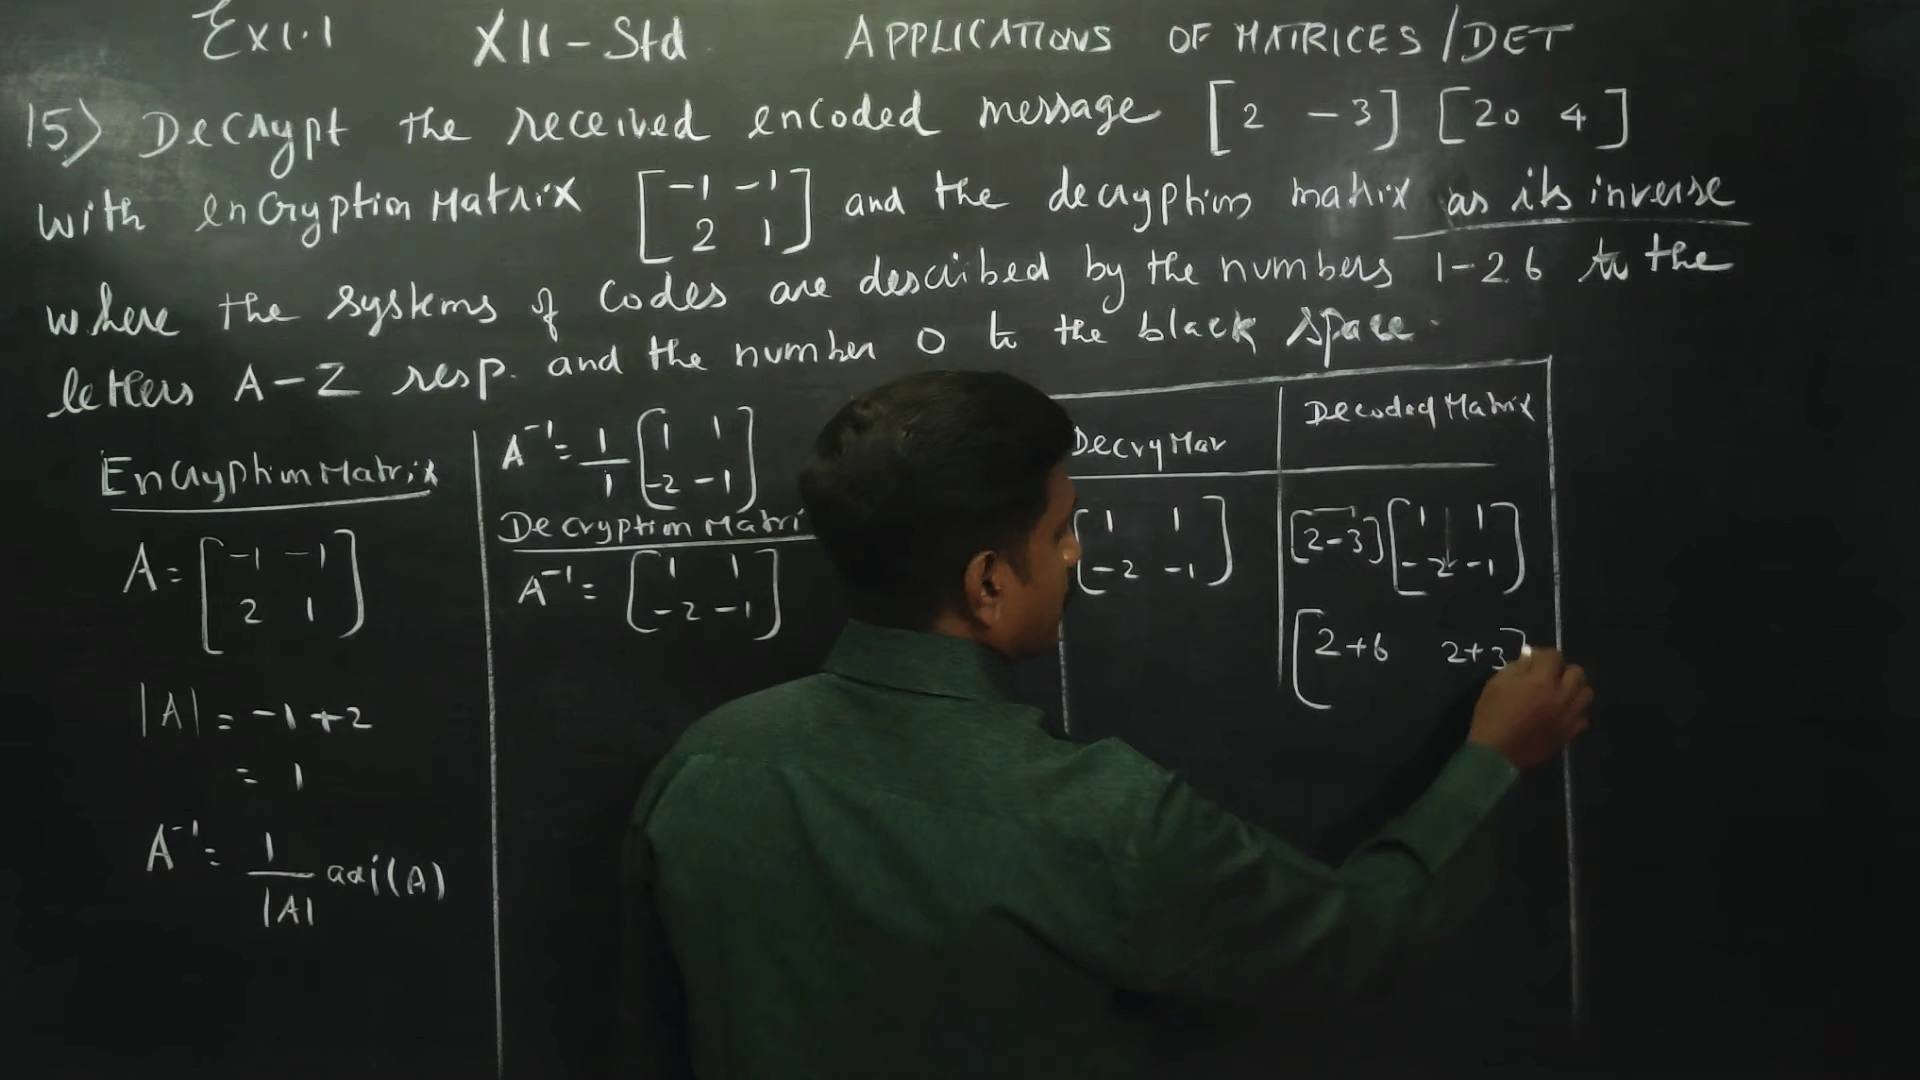 Ex1.1 XII-Std APPLICATIONS OF MATRICES/DET
15) Decrypt the received encoded message [2 -3] [20 4]
with encryption Matrix [-1 -1
2 1] and the decryption matrix as its inverse
where the systems of codes are described by the numbers 1-26 to the
letters A-Z resp. and the number 0 to the black space.
Encryption Matrix
A = [-1 -1
2 1]
|A| = -1+2
= 1
A⁻¹ = 1/|A| adj(A)
A⁻¹ = 1/1 [1 1
-2 -1]
Decryption Matri
A⁻¹ = [1 1
-2 -1]
DecryMar
[1 1
-2 -1]
Decoded Matrix
[2-3] [1 1
-2 -1]
[2+6 2+3]